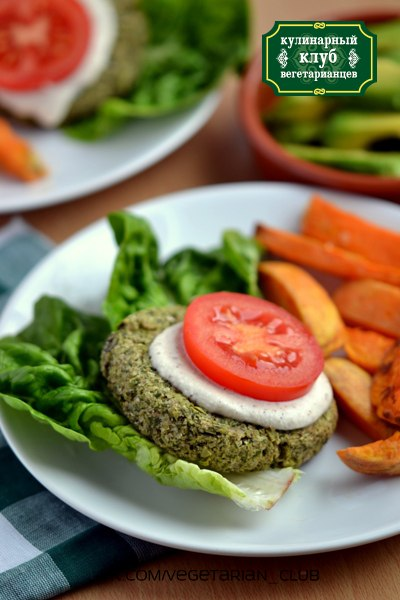 кулинарный
клуб
вегетарианцев
.com/vegetarian_club